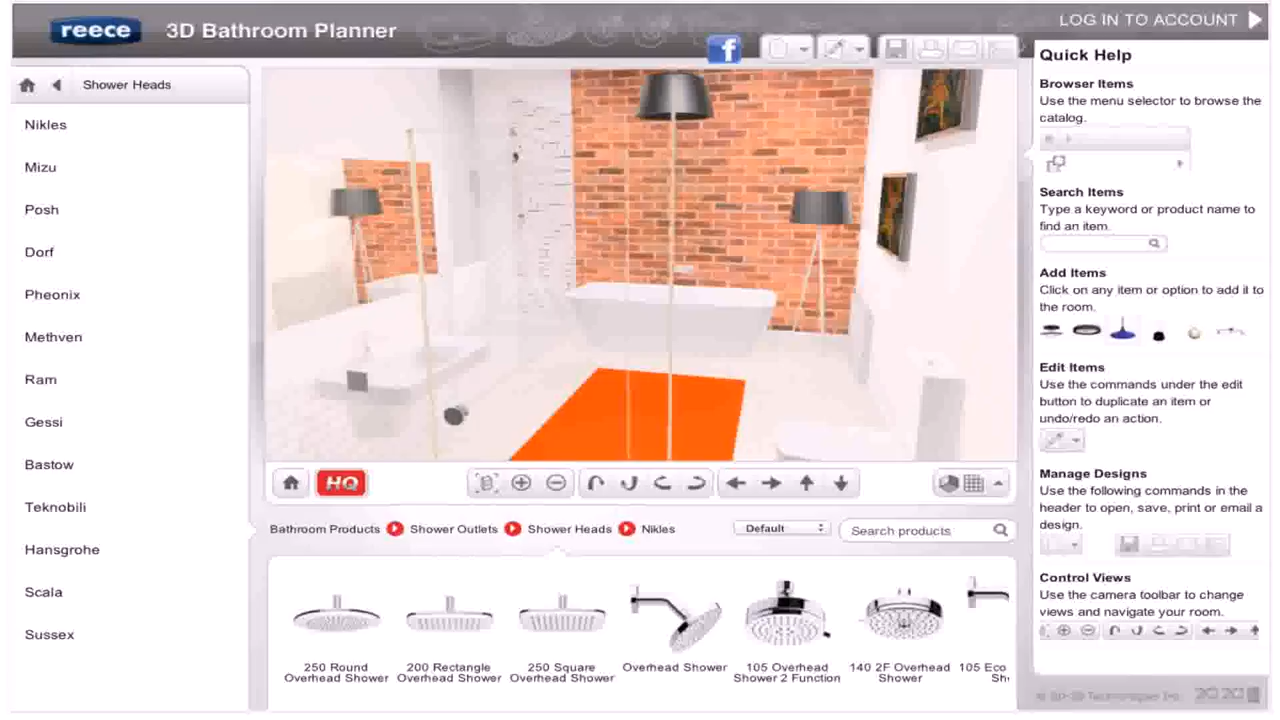 reece
3D Bathroom Planner
LOG IN TO ACCOUNT
f
Shower Heads
Nikles
Mizu
Posh
Dorf
Pheonix
Methven
Ram
Gessi
Bastow
Teknobili
Hansgrohe
Scala
Sussex
HQ
Bathroom Products
Shower Outlets
Shower Heads
Nikles
Default
Search products
250 Round
Overhead Shower
200 Rectangle
Overhead Shower
250 Square
Overhead Shower
Overhead Shower
105 Overhead
Shower 2 Function
140 2F Overhead
Shower
105 Eco
Sh
Quick Help
Browser Items
Use the menu selector to browse the
catalog.
Search Items
Type a keyword or product name to
find an item.
Add Items
Click on any item or option to add it to
the room.
Edit Items
Use the commands under the edit
button to duplicate an item or
undo/redo an action.
Manage Designs
Use the following commands in the
header to open, save, print or email a
design.
Control Views
Use the camera toolbar to change
views and navigate your room.
Technologies Inc.
2020